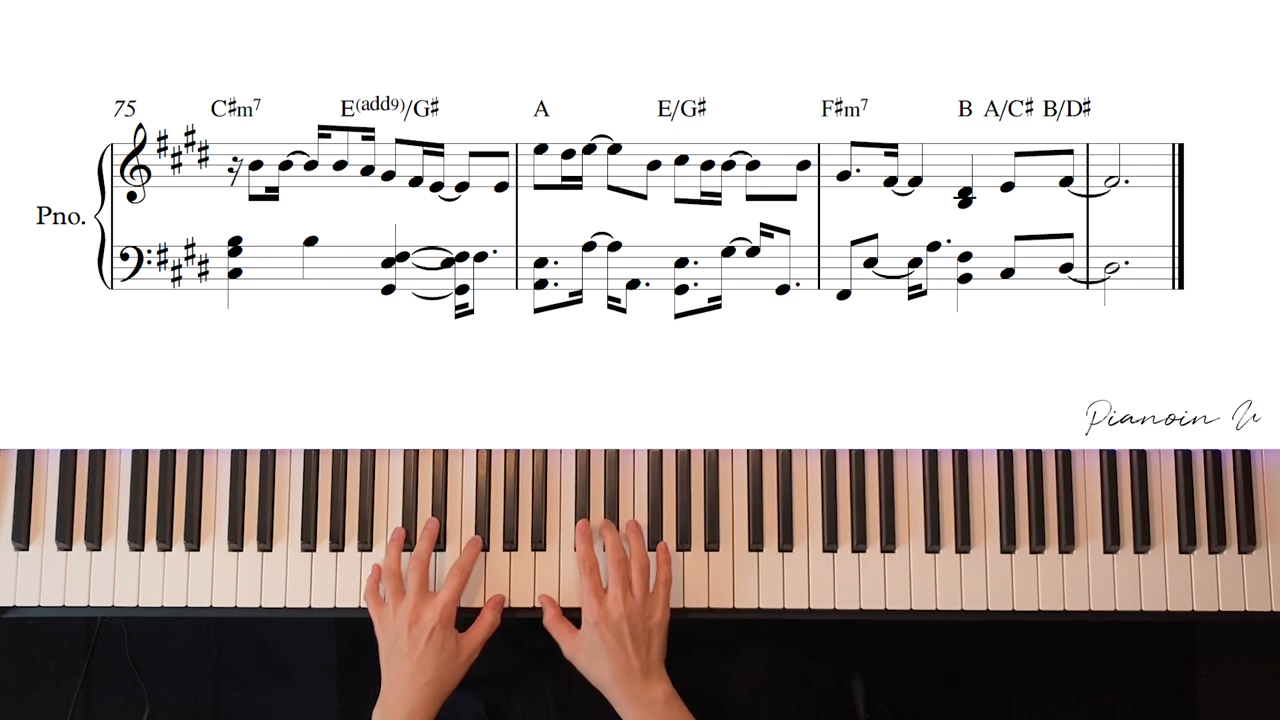 75 C♯m7 E(add9)/G♯ A E/G♯ F♯m7 B A/C♯ B/D♯
Pno.
Pianoin U